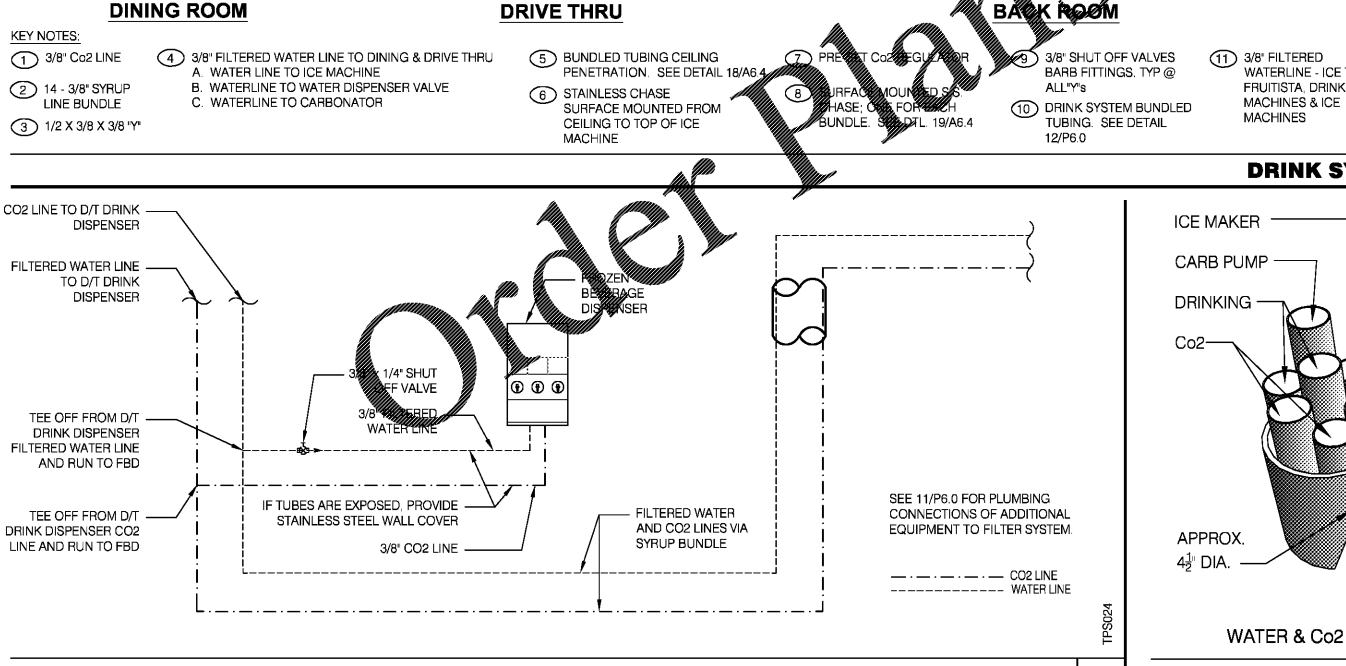 DINING ROOM
DRIVE THRU
BACK ROOM
KEY NOTES:
1 3/8" Co2 LINE
2 14 - 3/8" SYRUP
LINE BUNDLE
3 1/2 X 3/8 X 3/8 "Y"
4 3/8" FILTERED WATER LINE TO DINING & DRIVE THRU
A. WATER LINE TO ICE MACHINE
B. WATERLINE TO WATER DISPENSER VALVE
C. WATERLINE TO CARBONATOR
5 BUNDLED TUBING CEILING
PENETRATION. SEE DETAIL 18/A6.4
6 STAINLESS CHASE
SURFACE MOUNTED FROM
CEILING TO TOP OF ICE
MACHINE
7 PRE-SET Co2 REGULATOR
8 SURFACE MOUNTED S.S.
CHASE; ONE FOR EACH
BUNDLE. SEE DTL. 19/A6.4
9 3/8" SHUT OFF VALVES
BARB FITTINGS. TYP @
ALL"Y"s
10 DRINK SYSTEM BUNDLED
TUBING. SEE DETAIL
12/P6.0
11 3/8" FILTERED
WATERLINE - ICE
FRUITISTA, DRINK
MACHINES & ICE
MACHINES
Order Plan
DRINK
CO2 LINE TO D/T DRINK
DISPENSER
FILTERED WATER LINE
TO D/T DRINK
DISPENSER
FROZEN
BEVERAGE
DISPENSER
1/4" SHUT
OFF VALVE
3/8" FILTERED
WATER LINE
TEE OFF FROM D/T
DRINK DISPENSER
FILTERED WATER LINE
AND RUN TO FBD
TEE OFF FROM D/T
DRINK DISPENSER CO2
LINE AND RUN TO FBD
IF TUBES ARE EXPOSED, PROVIDE
STAINLESS STEEL WALL COVER
3/8" CO2 LINE
FILTERED WATER
AND CO2 LINES VIA
SYRUP BUNDLE
SEE 11/P6.0 FOR PLUMBING
CONNECTIONS OF ADDITIONAL
EQUIPMENT TO FILTER SYSTEM.
CO2 LINE
WATER LINE
TPS024
ICE MAKER
CARB PUMP
DRINKING
Co2
APPROX.
4 1/2" DIA.
WATER & Co2